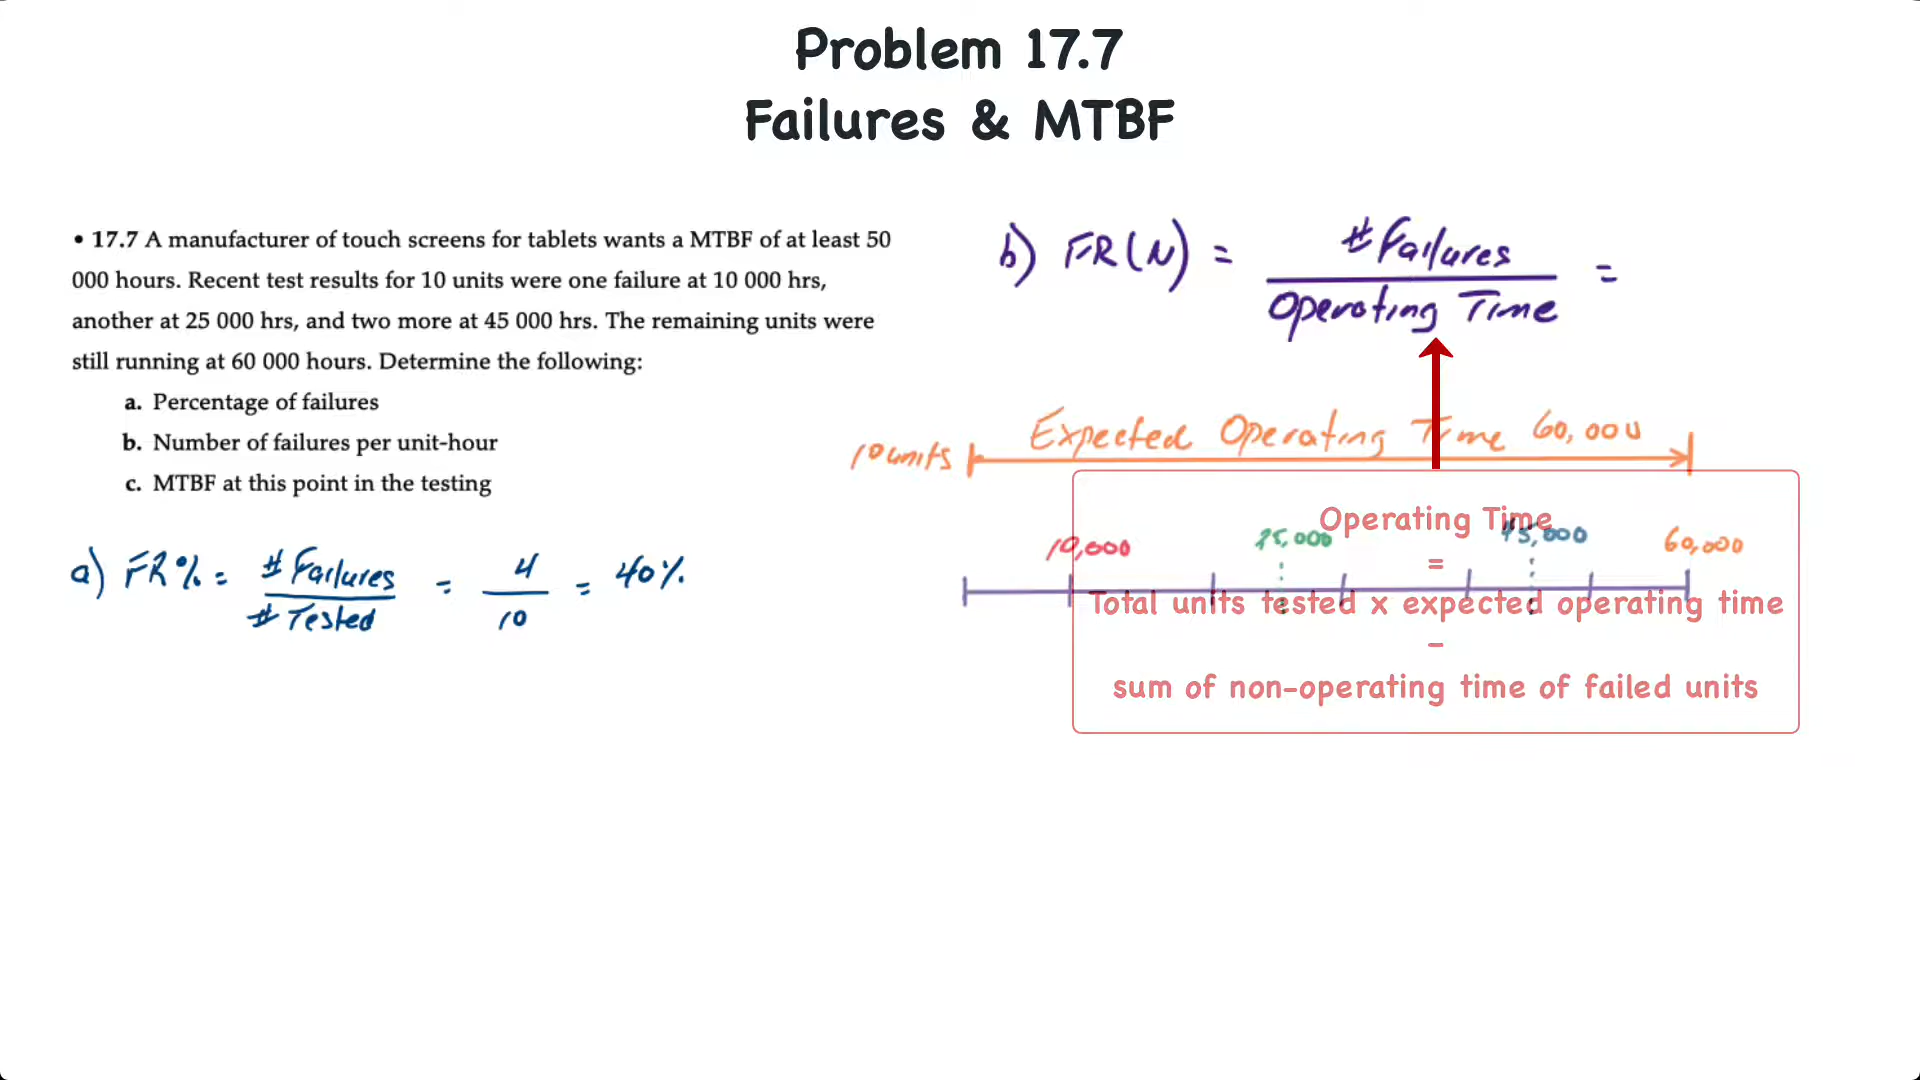 Problem 17.7
Failures & MTBF
• 17.7 A manufacturer of touch screens for tablets wants a MTBF of at least 50
000 hours. Recent test results for 10 units were one failure at 10 000 hrs,
another at 25 000 hrs, and two more at 45 000 hrs. The remaining units were
still running at 60 000 hours. Determine the following:
a. Percentage of failures
b. Number of failures per unit-hour
c. MTBF at this point in the testing
a) FR% = # Failures / # Tested = 4 / 10 = 40%
b) FR(N) = # Failures / Operating Time =
10 units Expected Operating Time 60,000
10,000 25,000 45,000 60,000
Operating Time
=
Total units tested x expected operating time
–
sum of non-operating time of failed units